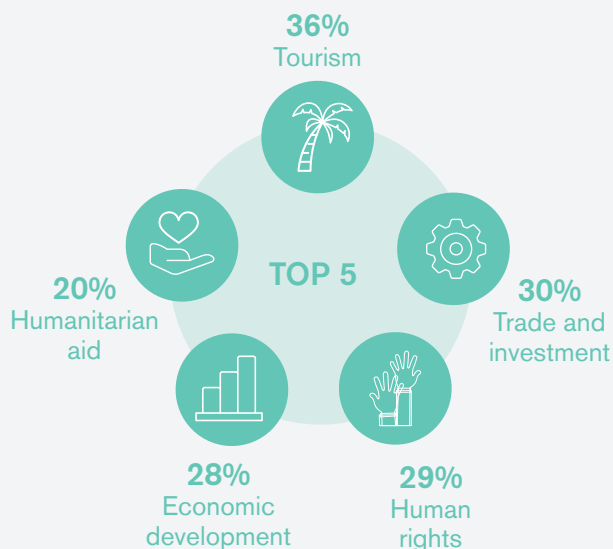 36%
Tourism
TOP 5
30%
Trade and
investment
29%
Human
rights
28%
Economic
development
20%
Humanitarian
aid